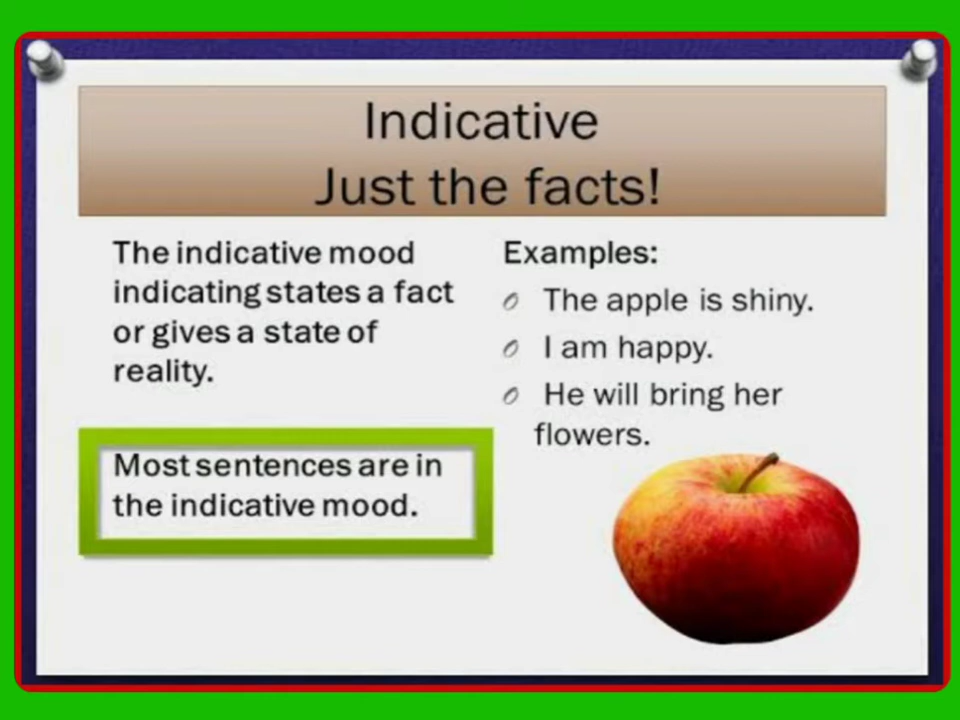 Indicative
Just the facts!
The indicative mood
indicating states a fact
or gives a state of
reality.
Most sentences are in
the indicative mood.
Examples:
The apple is shiny.
I am happy.
He will bring her
flowers.